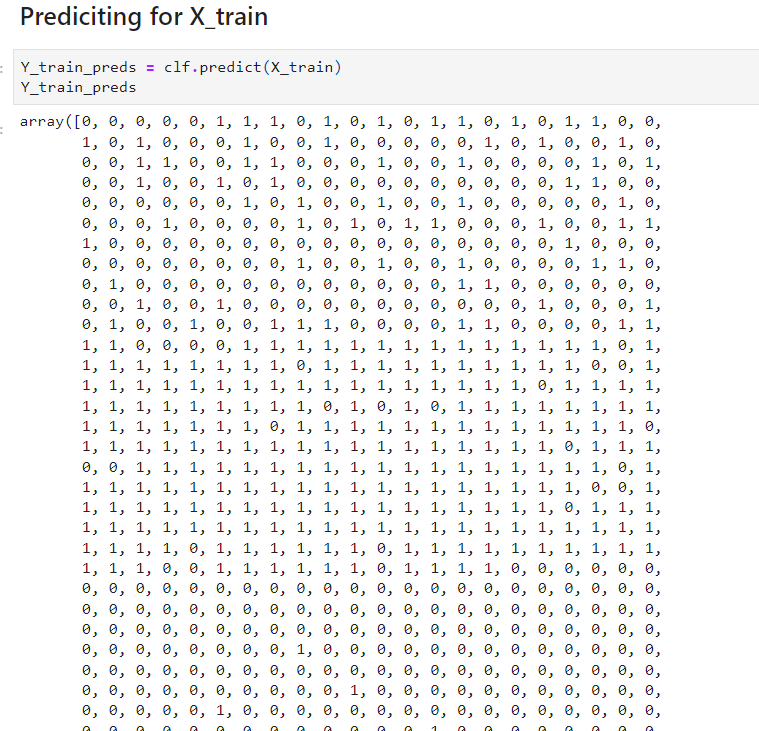 Prediciting for X_train
Y_train_preds = clf.predict(X_train)
Y_train_preds
array([0, 0, 0, 0, 0, 1, 1, 1, 0, 1, 0, 1, 0, 1, 1, 0, 1, 0, 1, 1, 0, 0,
1, 0, 1, 0, 0, 0, 1, 0, 0, 1, 0, 0, 0, 0, 0, 1, 0, 1, 0, 0, 1, 0,
0, 0, 1, 1, 0, 0, 1, 1, 0, 0, 0, 1, 0, 0, 1, 0, 0, 0, 0, 1, 0, 1,
0, 0, 1, 0, 0, 1, 0, 1, 0, 0, 0, 0, 0, 0, 0, 0, 0, 0, 1, 1, 0, 0,
0, 0, 0, 0, 0, 0, 1, 0, 1, 0, 0, 1, 0, 0, 1, 0, 0, 0, 0, 0, 1, 0,
0, 0, 0, 1, 0, 0, 0, 0, 1, 0, 1, 0, 1, 1, 0, 0, 0, 1, 0, 0, 1, 1,
1, 0, 0, 0, 0, 0, 0, 0, 0, 0, 0, 0, 0, 0, 0, 0, 0, 0, 1, 0, 0, 0,
0, 0, 0, 0, 0, 0, 0, 0, 1, 0, 0, 1, 0, 0, 1, 0, 0, 0, 0, 1, 1, 0,
0, 1, 0, 0, 0, 0, 0, 0, 0, 0, 0, 0, 0, 0, 1, 1, 0, 0, 0, 0, 0, 0,
0, 0, 1, 0, 0, 1, 0, 0, 0, 0, 0, 0, 0, 0, 0, 0, 0, 1, 0, 0, 0, 1,
0, 1, 0, 0, 1, 0, 0, 1, 1, 1, 0, 0, 0, 0, 1, 1, 0, 0, 0, 0, 1, 1,
1, 1, 0, 0, 0, 0, 1, 1, 1, 1, 1, 1, 1, 1, 1, 1, 1, 1, 1, 1, 0, 1,
1, 1, 1, 1, 1, 1, 1, 1, 0, 1, 1, 1, 1, 1, 1, 1, 1, 1, 1, 0, 0, 1,
1, 1, 1, 1, 1, 1, 1, 1, 1, 1, 1, 1, 1, 1, 1, 1, 1, 0, 1, 1, 1, 1,
1, 1, 1, 1, 1, 1, 1, 1, 1, 0, 1, 0, 1, 0, 1, 1, 1, 1, 1, 1, 1, 1,
1, 1, 1, 1, 1, 1, 1, 0, 1, 1, 1, 1, 1, 1, 1, 1, 1, 1, 1, 1, 1, 0,
1, 1, 1, 1, 1, 1, 1, 1, 1, 1, 1, 1, 1, 1, 1, 1, 1, 1, 0, 1, 1, 1,
0, 0, 1, 1, 1, 1, 1, 1, 1, 1, 1, 1, 1, 1, 1, 1, 1, 1, 1, 1, 0, 1,
1, 1, 1, 1, 1, 1, 1, 1, 1, 1, 1, 1, 1, 1, 1, 1, 1, 1, 1, 0, 0, 1,
1, 1, 1, 1, 1, 1, 1, 1, 1, 1, 1, 1, 1, 1, 1, 1, 1, 1, 0, 1, 1, 1,
1, 1, 1, 1, 1, 1, 1, 1, 1, 1, 1, 1, 1, 1, 1, 1, 1, 1, 1, 1, 1, 1,
1, 1, 1, 1, 0, 1, 1, 1, 1, 1, 1, 0, 1, 1, 1, 1, 1, 1, 1, 1, 1, 1,
1, 1, 1, 0, 0, 1, 1, 1, 1, 1, 1, 0, 1, 1, 1, 1, 0, 0, 0, 0, 0, 0,
0, 0, 0, 0, 0, 0, 0, 0, 0, 0, 0, 0, 0, 0, 0, 0, 0, 0, 0, 0, 0, 0,
0, 0, 0, 0, 0, 0, 0, 0, 0, 0, 0, 0, 0, 0, 0, 0, 0, 0, 0, 0, 0, 0,
0, 0, 0, 0, 0, 0, 0, 0, 0, 0, 0, 0, 0, 0, 0, 0, 0, 0, 0, 0, 0, 0,
0, 0, 0, 0, 0, 0, 0, 0, 1, 0, 0, 0, 0, 0, 0, 0, 0, 0, 0, 0, 0, 0,
0, 0, 0, 0, 0, 0, 0, 0, 0, 0, 0, 0, 0, 0, 0, 0, 0, 0, 0, 0, 0, 0,
0, 0, 0, 0, 0, 0, 0, 0, 0, 0, 1, 0, 0, 0, 0, 0, 0, 0, 0, 0, 0, 0,
0, 0, 0, 0, 0, 1, 0, 0, 0, 0, 0, 0, 0, 0, 0, 0, 0, 0, 0, 0, 0, 0,